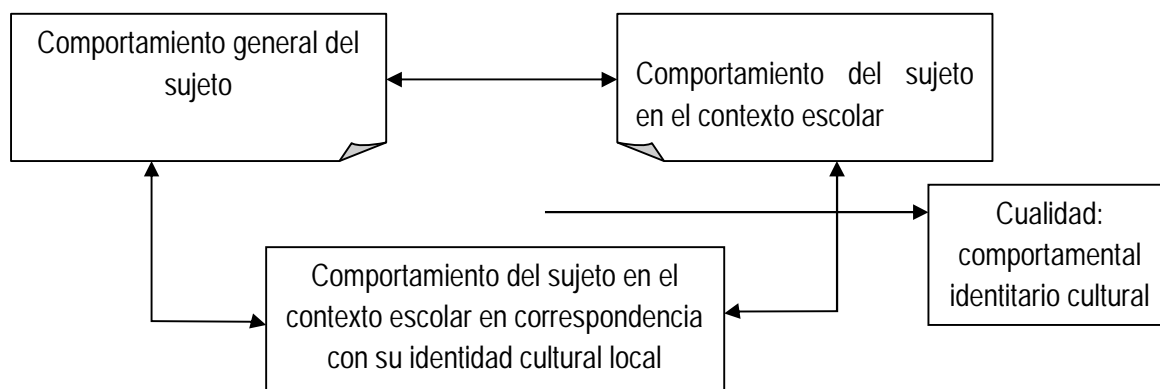 Comportamiento general del
sujeto
Comportamiento del sujeto
en el contexto escolar
Cualidad:
comportamental
identitario cultural
Comportamiento del sujeto en el
contexto escolar en correspondencia
con su identidad cultural local